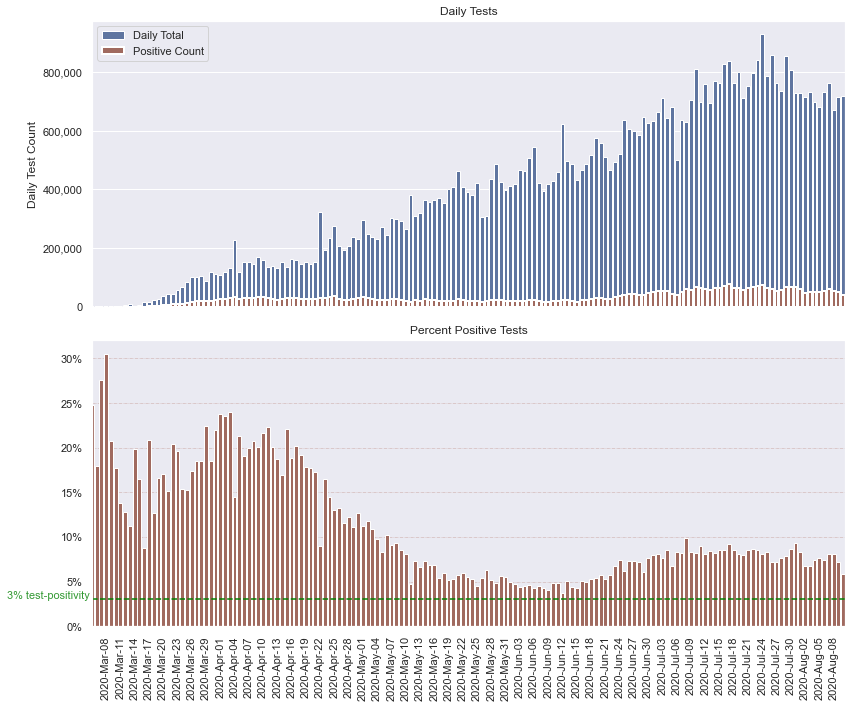 Daily Tests
Daily Total
Positive Count
Daily Test Count
800,000
600,000
400,000
200,000
0
Percent Positive Tests
30%
25%
20%
15%
10%
5%
3% test-positivity
0%
2020-Mar-08
2020-Mar-11
2020-Mar-14
2020-Mar-17
2020-Mar-20
2020-Mar-23
2020-Mar-26
2020-Mar-29
2020-Apr-01
2020-Apr-04
2020-Apr-07
2020-Apr-10
2020-Apr-13
2020-Apr-16
2020-Apr-19
2020-Apr-22
2020-Apr-25
2020-Apr-28
2020-May-01
2020-May-04
2020-May-07
2020-May-10
2020-May-13
2020-May-16
2020-May-19
2020-May-22
2020-May-25
2020-May-28
2020-May-31
2020-Jun-03
2020-Jun-06
2020-Jun-09
2020-Jun-12
2020-Jun-15
2020-Jun-18
2020-Jun-21
2020-Jun-24
2020-Jun-27
2020-Jun-30
2020-Jul-03
2020-Jul-06
2020-Jul-09
2020-Jul-12
2020-Jul-15
2020-Jul-18
2020-Jul-21
2020-Jul-24
2020-Jul-27
2020-Jul-30
2020-Aug-02
2020-Aug-05
2020-Aug-08